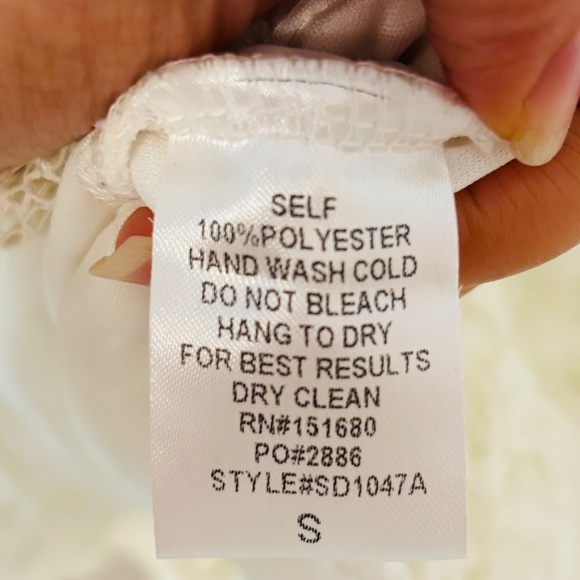 SELF
100%POLYESTER
HAND WASH COLD
DO NOT BLEACH
HANG TO DRY
FOR BEST RESULTS
DRY CLEAN
RN#151680
PO#2886
STYLE#SD1047A
S